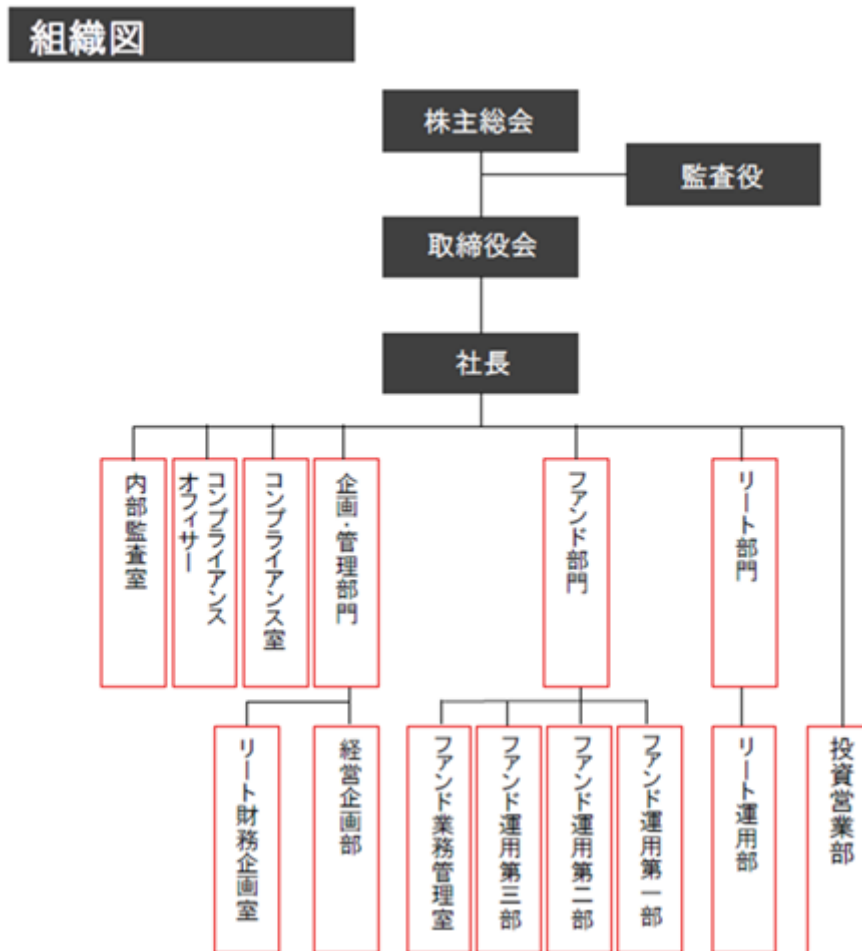 組織図
株主総会
監査役
取締役会
社長
内部監査室
コンプライアンス
オフィサー
コンプライアンス室
企画・管理部門
ファンド部門
リート部門
リート財務企画室
経営企画部
ファンド業務管理室
ファンド運用第三部
ファンド運用第二部
ファンド運用第一部
リート運用部
投資営業部